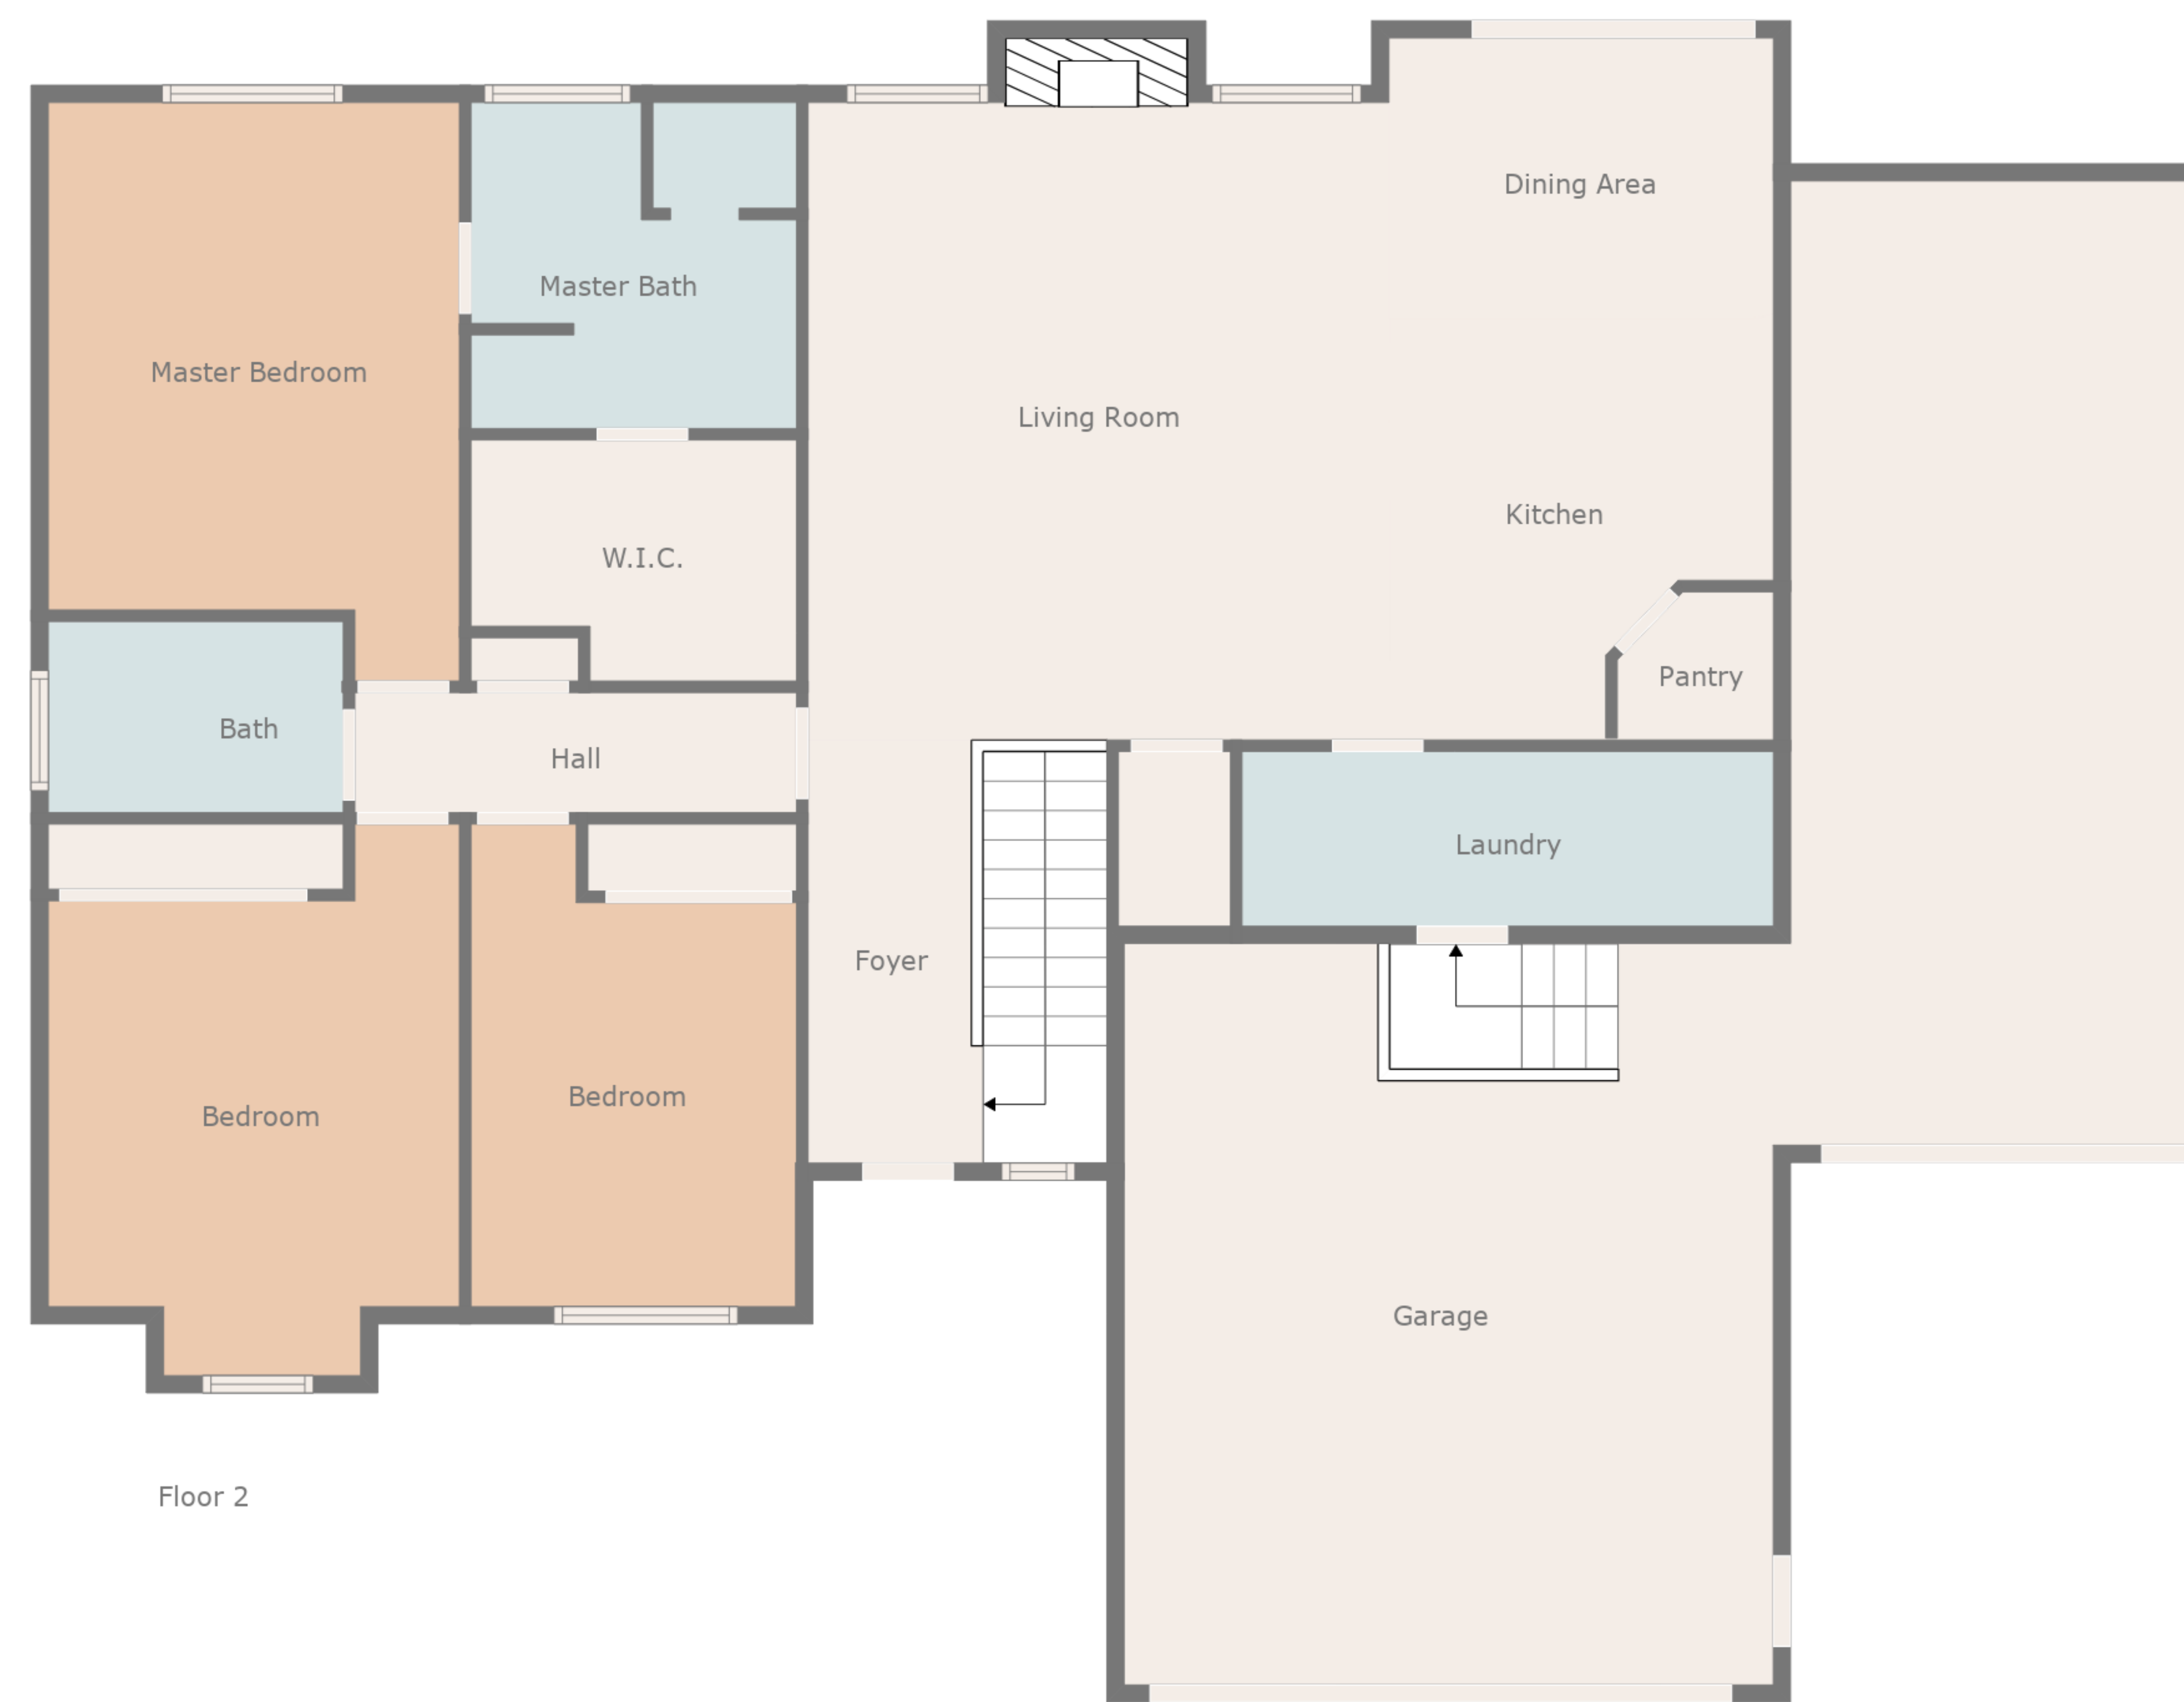 Dining Area
Master Bath
Master Bedroom
Living Room
Kitchen
W.I.C.
Pantry
Bath
Hall
Laundry
Foyer
Bedroom
Bedroom
Garage
Floor 2